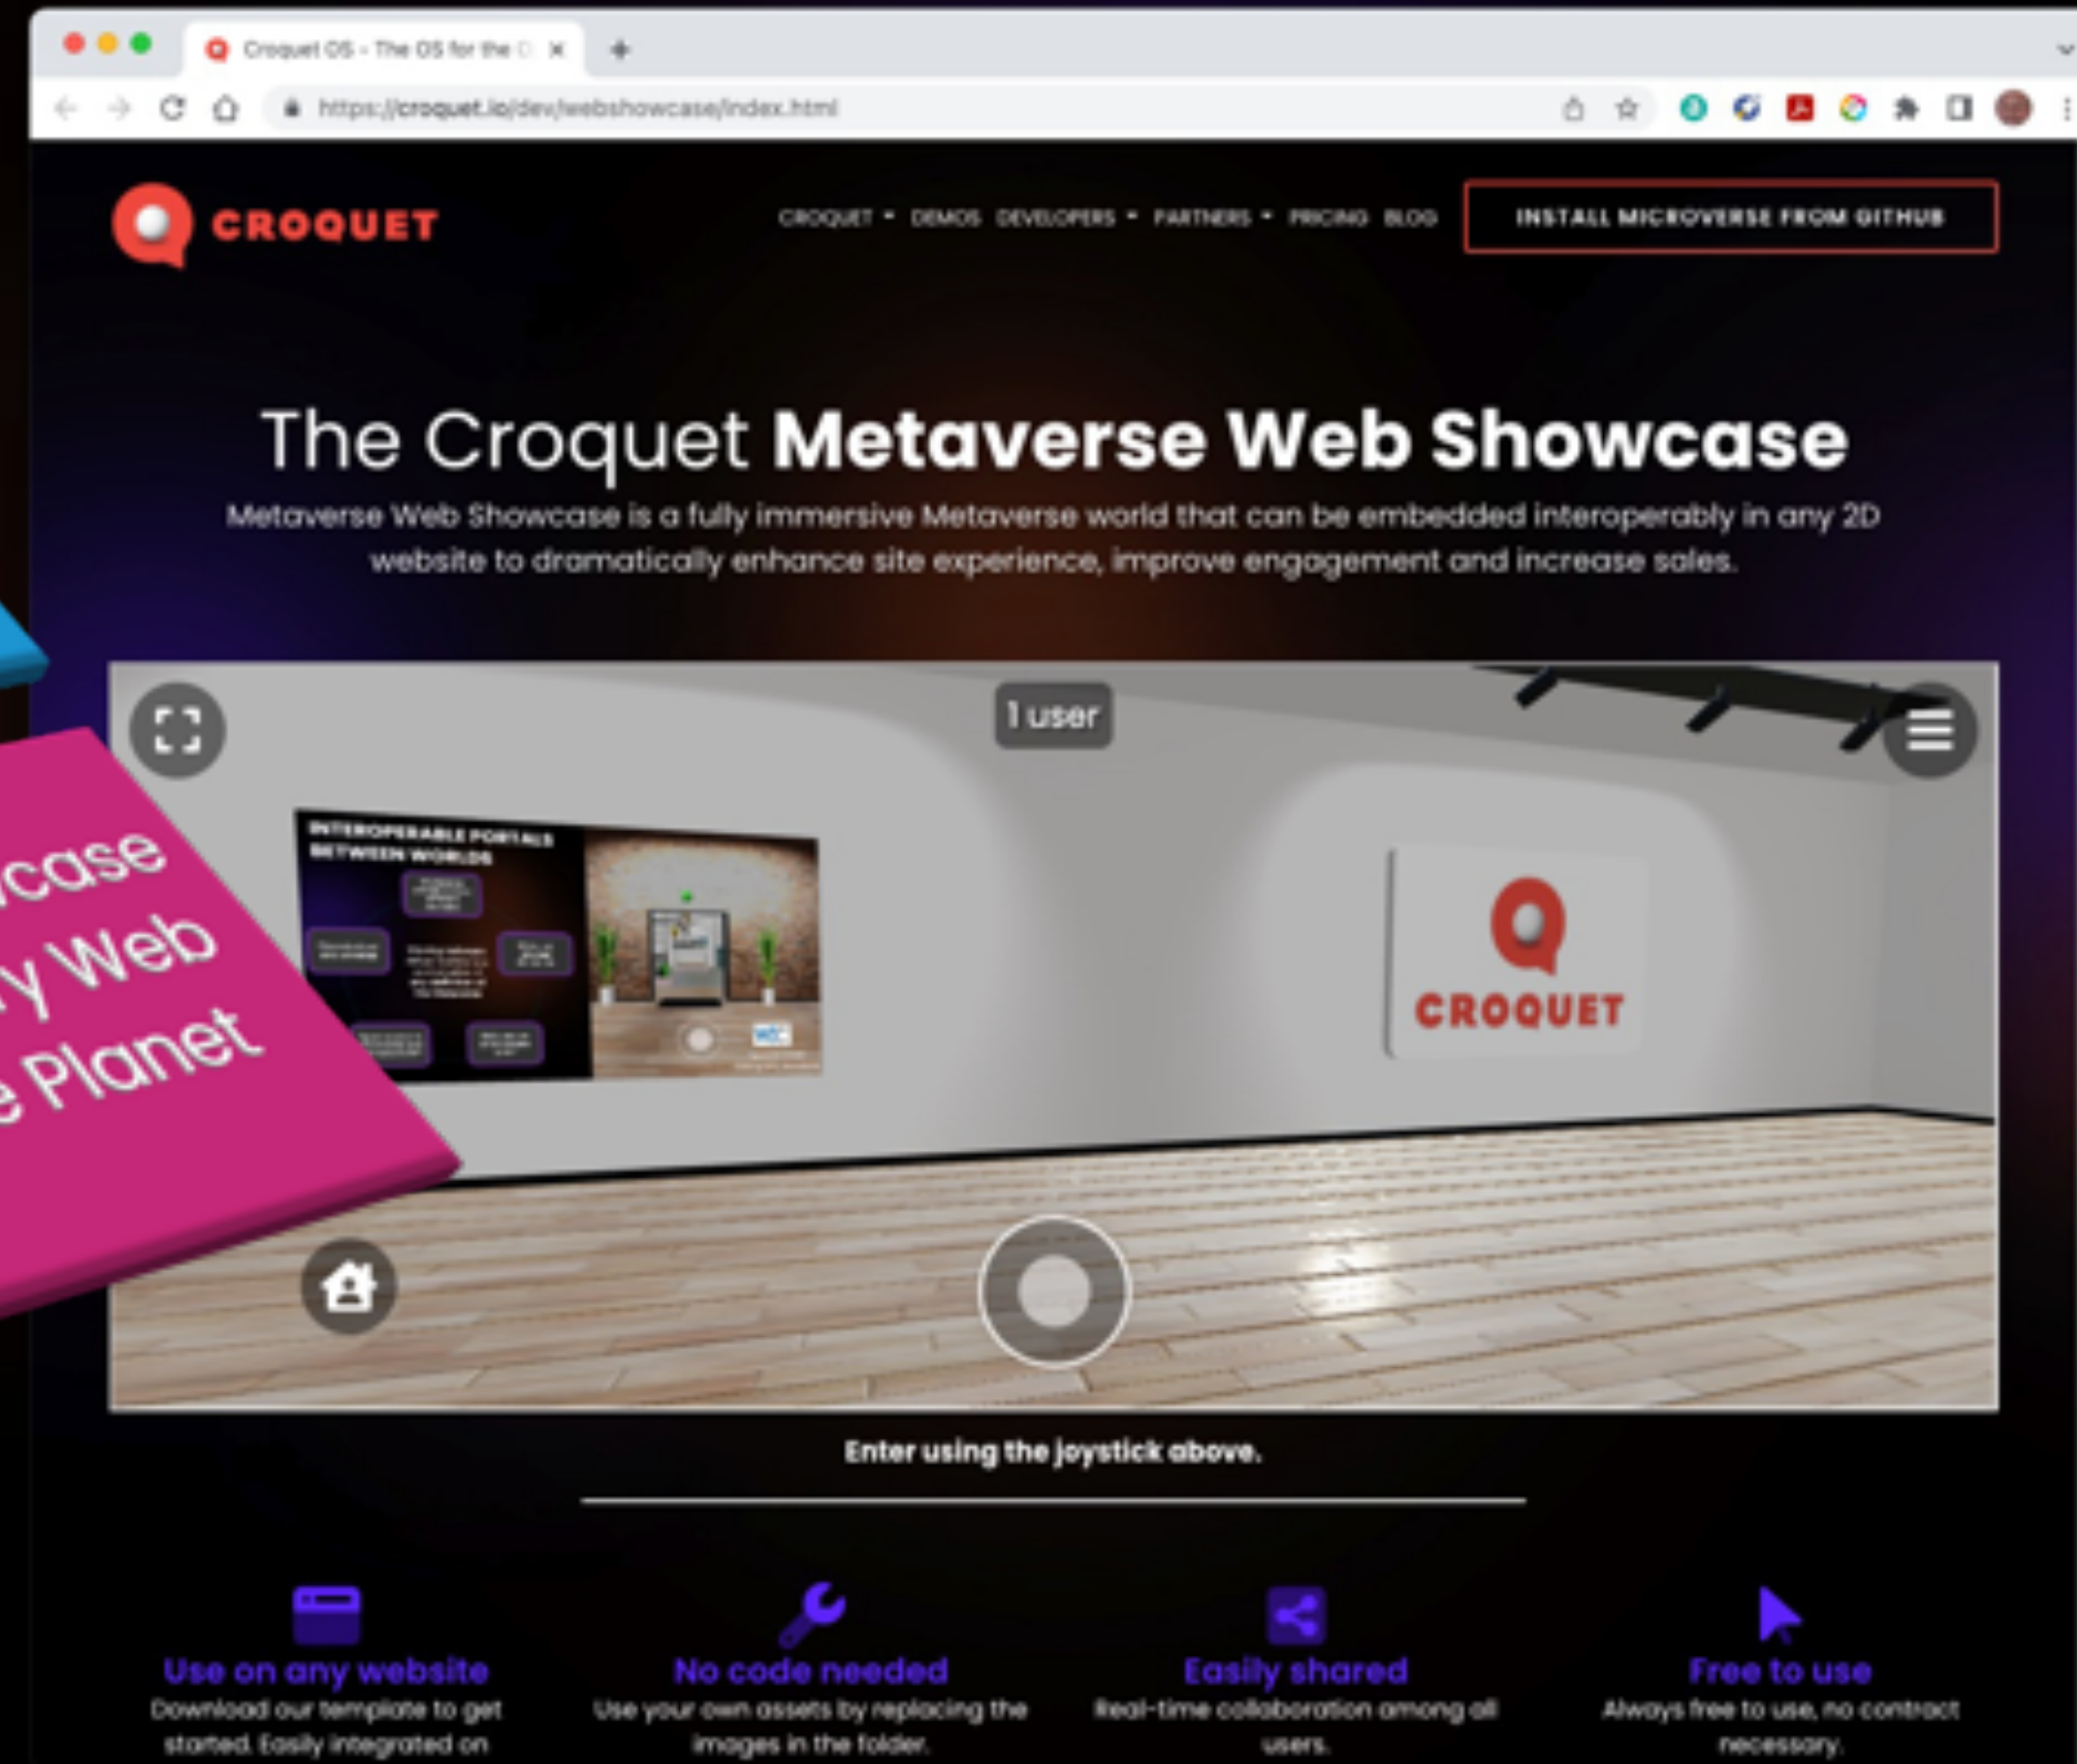 Croquet OS - The OS for the
https://croquet.io/dev/webshowcase/index.html
CROQUET
CROQUET DEMOS DEVELOPERS PARTNERS PRICING BLOG
INSTALL MICROVERSE FROM GITHUB
The Croquet Metaverse Web Showcase
Metaverse Web Showcase is a fully immersive Metaverse world that can be embedded interoperably in any 2D
website to dramatically enhance site experience, improve engagement and increase sales.
1 user
INTEROPERABLE PORTALS
BETWEEN WORLDS
CROQUET
wcase
ry Web
e Planet
Enter using the joystick above.
Use on any website
Download our template to get
started. Easily integrated on
No code needed
Use your own assets by replacing the
images in the folder.
Easily shared
Real-time collaboration among all
users.
Free to use
Always free to use, no contract
necessary.